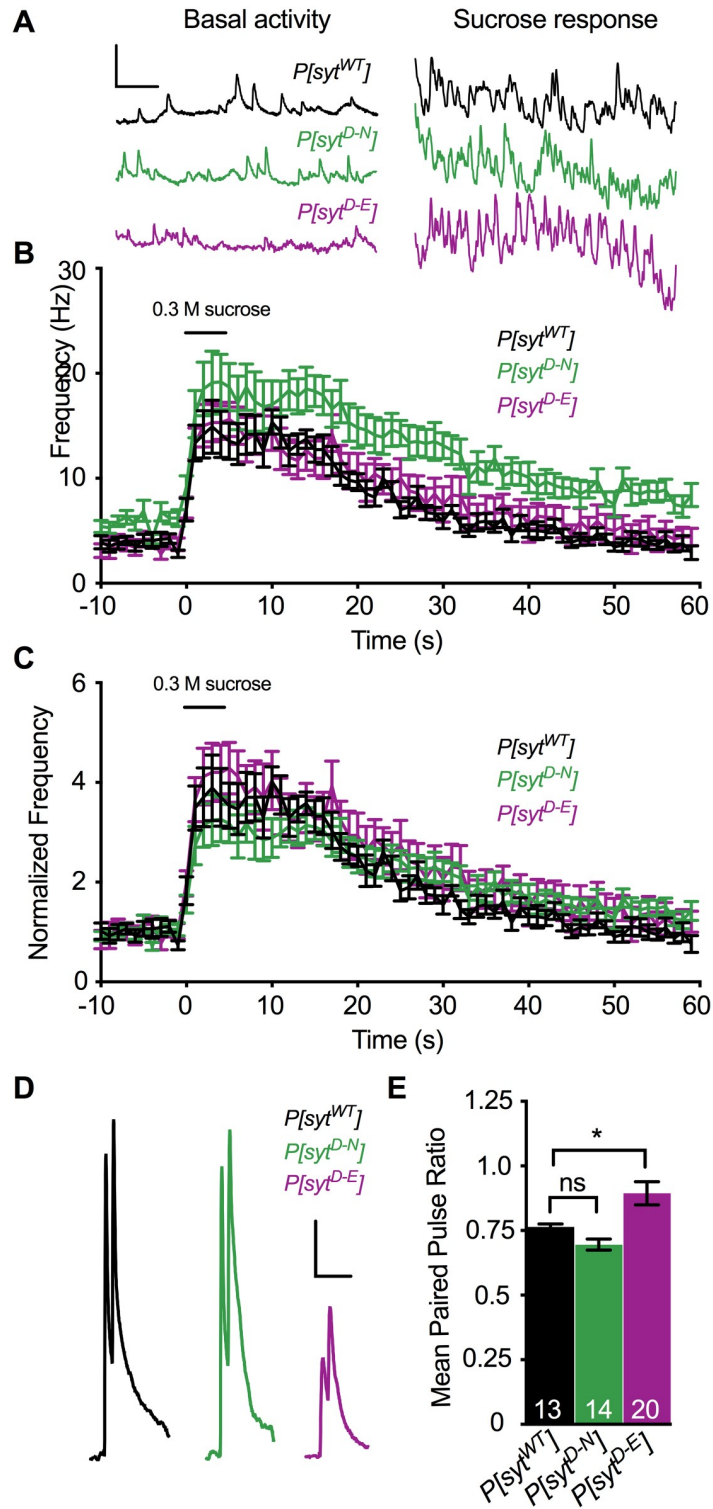 A
Basal activity
Sucrose response
P[syt^WT]
P[syt^D-N]
P[syt^D-E]
B
30
20
10
0
Frequency (Hz)
0.3 M sucrose
P[syt^WT]
P[syt^D-N]
P[syt^D-E]
-10 0 10 20 30 40 50 60
Time (s)
C
6
4
2
0
Normalized Frequency
0.3 M sucrose
P[syt^WT]
P[syt^D-N]
P[syt^D-E]
-10 0 10 20 30 40 50 60
Time (s)
D
P[syt^WT]
P[syt^D-N]
P[syt^D-E]
E
1.25
1.0
0.75
0.5
0.25
0
Mean Paired Pulse Ratio
*
ns
13 14 20
P[syt^WT]
P[syt^D-N]
P[syt^D-E]